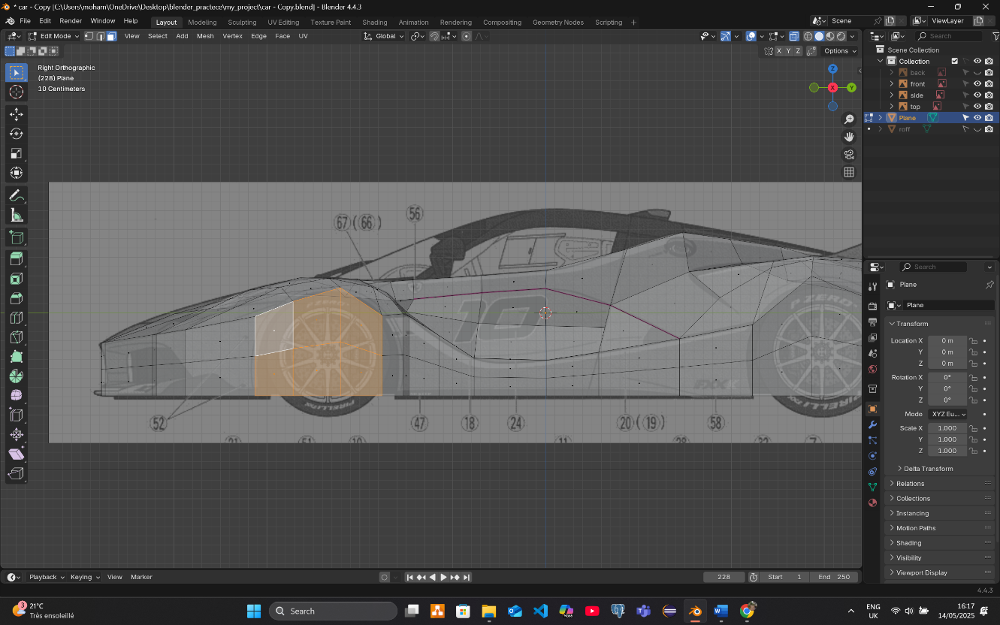 * car - Copy [C:\Users\moham\OneDrive\Desktop\blender_practece\my_project\car - Copy.blend] - Blender 4.4.3
File Edit Render Window Help
Layout Modeling Sculpting UV Editing Texture Paint Shading Animation Rendering Compositing Geometry Nodes Scripting +
Scene
ViewLayer
Edit Mode View Select Add Mesh Vertex Edge Face UV
Global
Search
X Y Z
Options
Right Orthographic
(228) Plane
10 Centimeters
Z
X
Y
Scene Collection
Collection
back
front
side
top
Plane
roff
67(66)
56
10
P ZERO
PIRELLI
52
47
18
24
20(19)
58
Search
Plane
Plane
Transform
Location X 0 m
Y 0 m
Z 0 m
Rotation X 0°
Y 0°
Z 0°
Mode XYZ Eu...
Scale X 1.000
Y 1.000
Z 1.000
Delta Transform
Relations
Collections
Instancing
Motion Paths
Shading
Visibility
Viewport Display
Playback Keying View Marker
228
Start 1
End 250
4.4.3
3
21°C
Très ensoleillé
Search
M365
ENG
UK
16:17
14/05/2025